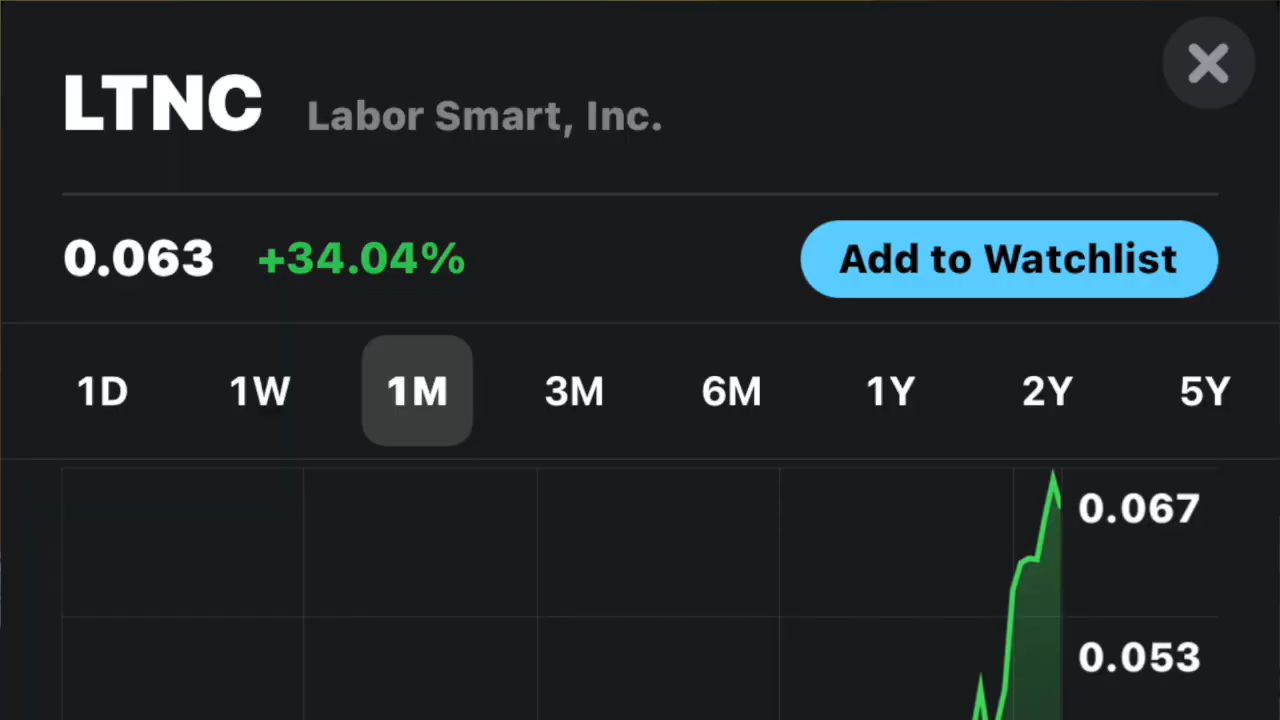 LTNC Labor Smart, Inc.
0.063 +34.04% Add to Watchlist
1D 1W 1M 3M 6M 1Y 2Y 5Y
0.067
0.053